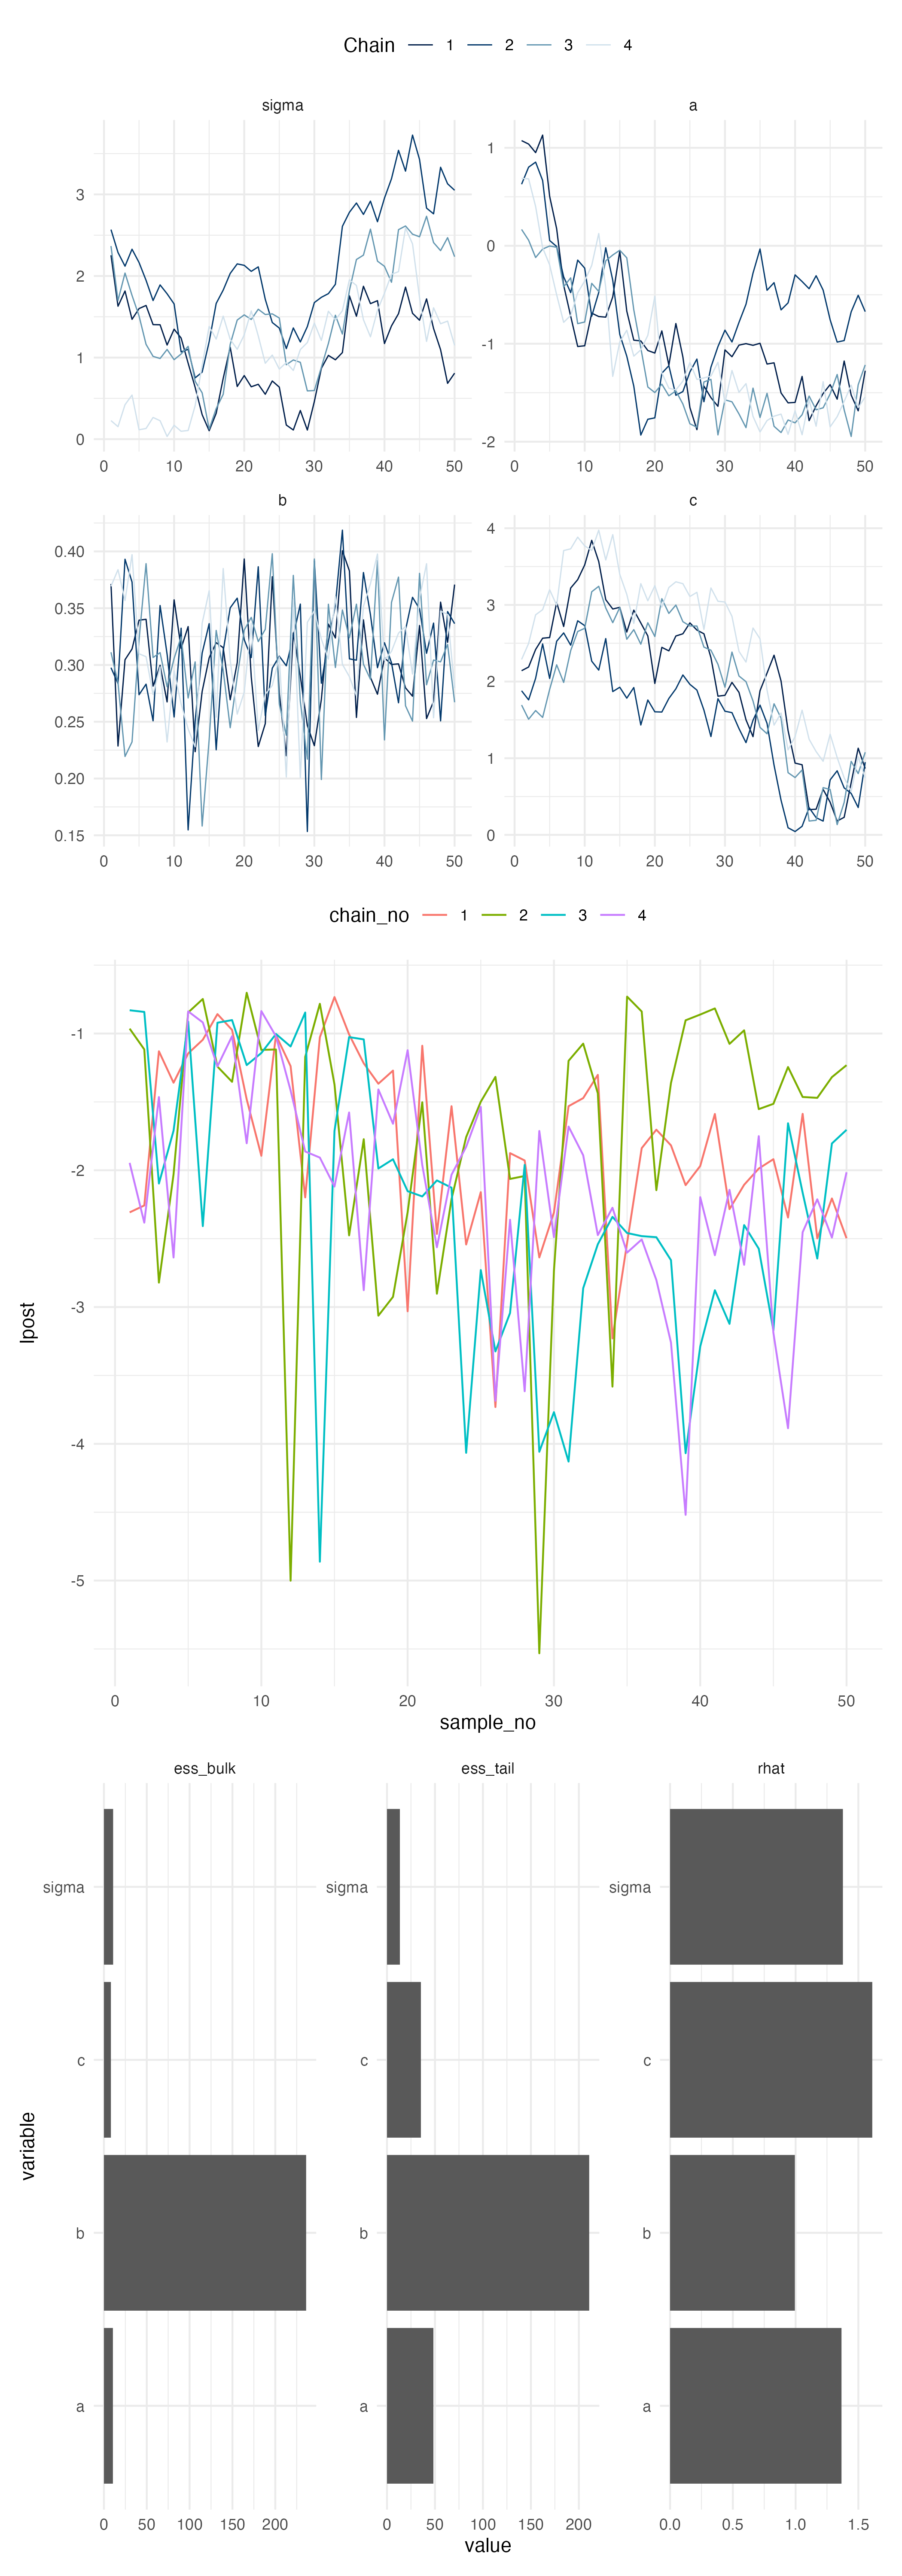 Chain 1 2 3 4
sigma a
3
2
1
0
0 10 20 30 40 50
1
0
-1
-2
0 10 20 30 40 50
b c
0.40
0.35
0.30
0.25
0.20
0.15
0 10 20 30 40 50
4
3
2
1
0
0 10 20 30 40 50
chain_no 1 2 3 4
lpost
-1
-2
-3
-4
-5
0 10 20 30 40 50
sample_no
ess_bulk ess_tail rhat
variable
sigma sigma sigma
c c c
b b b
a a a
0 50 100 150 200 0 50 100 150 200 0.0 0.5 1.0 1.5
value